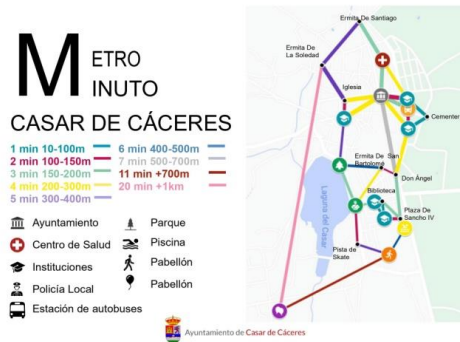 METRO
MINUTO
CASAR DE CÁCERES
1 min 10-100m
2 min 100-150m
3 min 150-200m
4 min 200-300m
5 min 300-400m
6 min 400-500m
7 min 500-700m
11 min +700m
20 min +1km
Ayuntamiento
Centro de Salud
Instituciones
Policía Local
Estación de autobuses
Parque
Piscina
Pabellón
Pabellón
Ermita De Santiago
Ermita De
La Soledad
Iglesia
Cementer
Ermita De San
Bartolomé
Don Ángel
Biblioteca
Plaza De
Sancho IV
Laguna del Casar
Pista de
Skate
Ayuntamiento de Casar de Cáceres